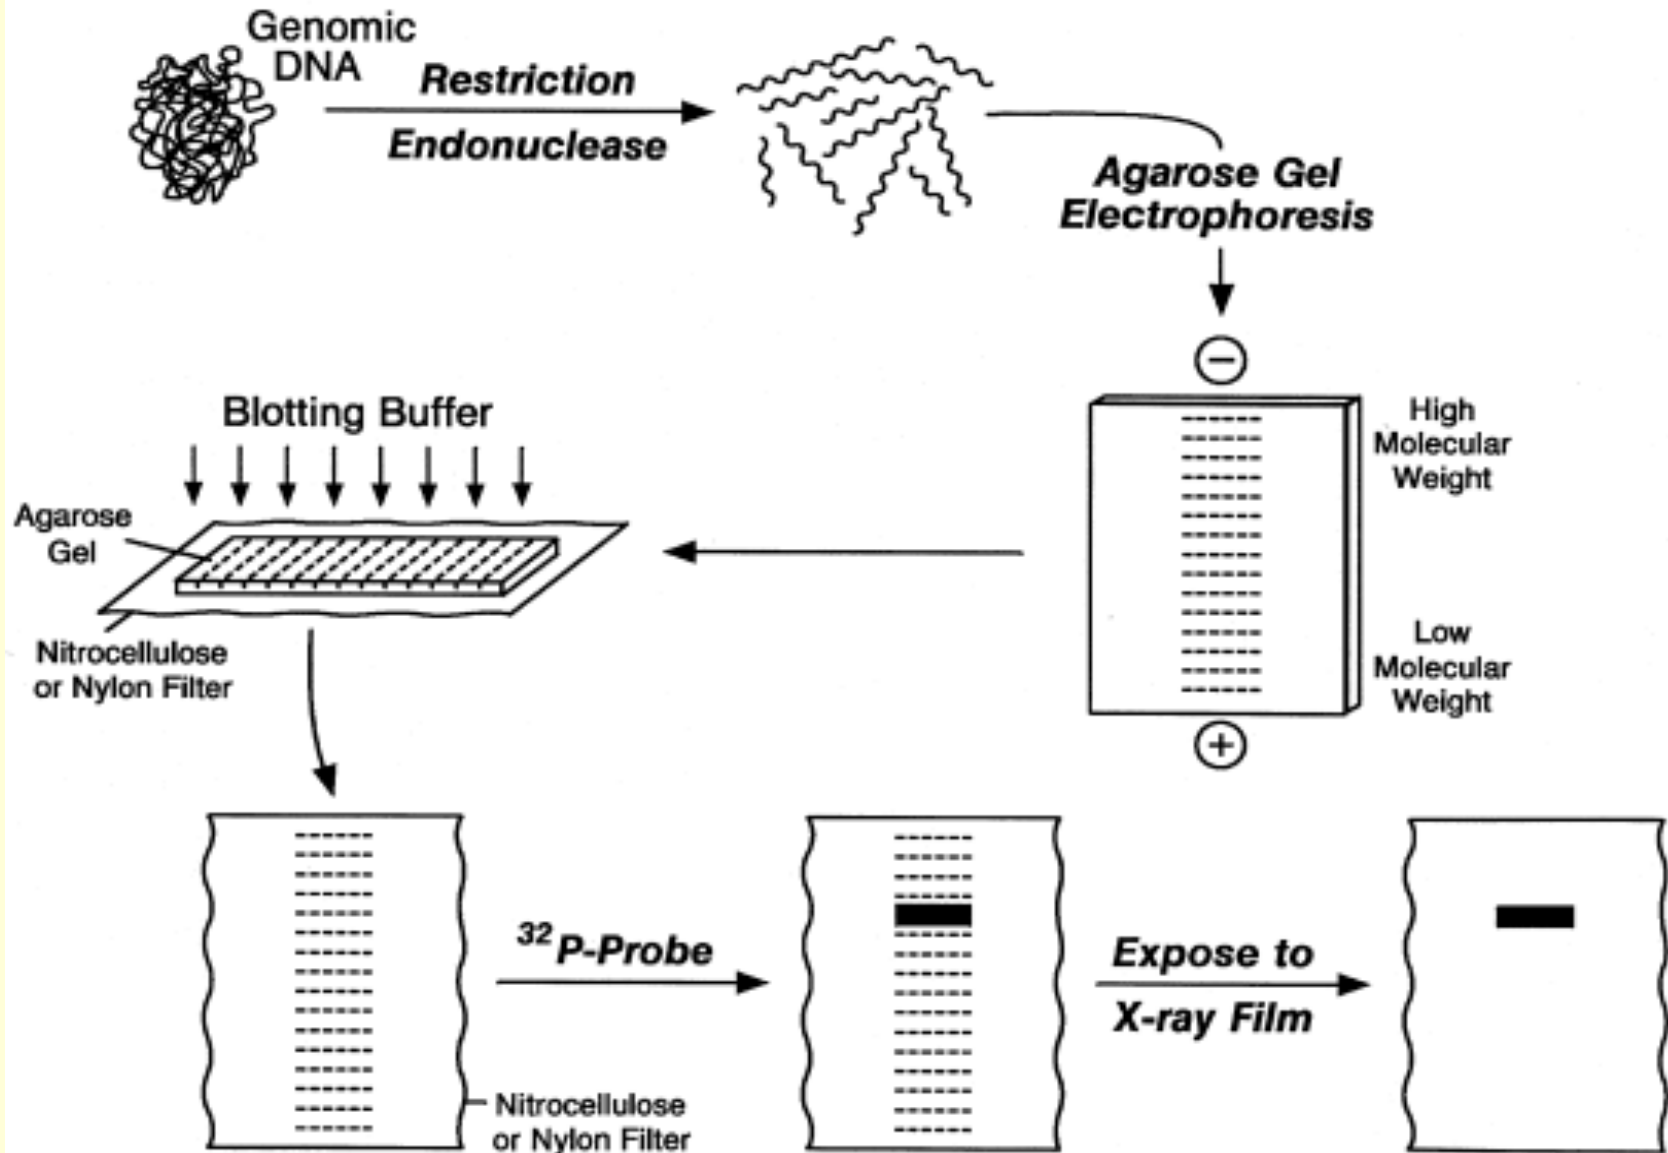 Genomic
DNA
Restriction
Endonuclease
Agarose Gel
Electrophoresis
−
High
Molecular
Weight
Low
Molecular
Weight
+
Blotting Buffer
Agarose
Gel
Nitrocellulose
or Nylon Filter
32P-Probe
Expose to
X-ray Film
Nitrocellulose
or Nylon Filter